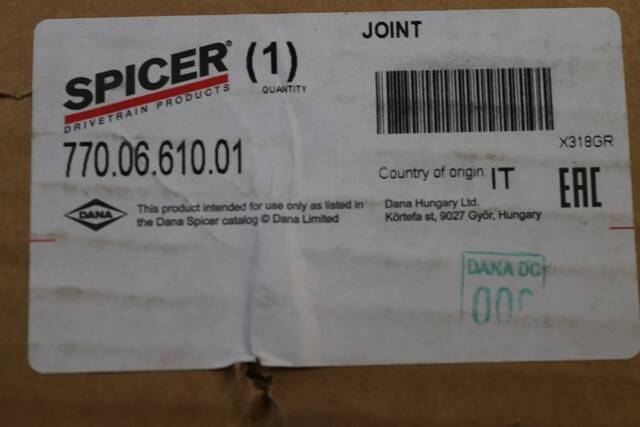 JOINT
SPICER®
DRIVETRAIN PRODUCTS
(1)
QUANTITY
X318GR
770.06.610.01
Country of origin IT
EAC
DANA
This product intended for use only as listed in
the Dana Spicer catalog © Dana Limited
Dana Hungary Ltd.
Körtefa st, 9027 Győr, Hungary
DANA DC